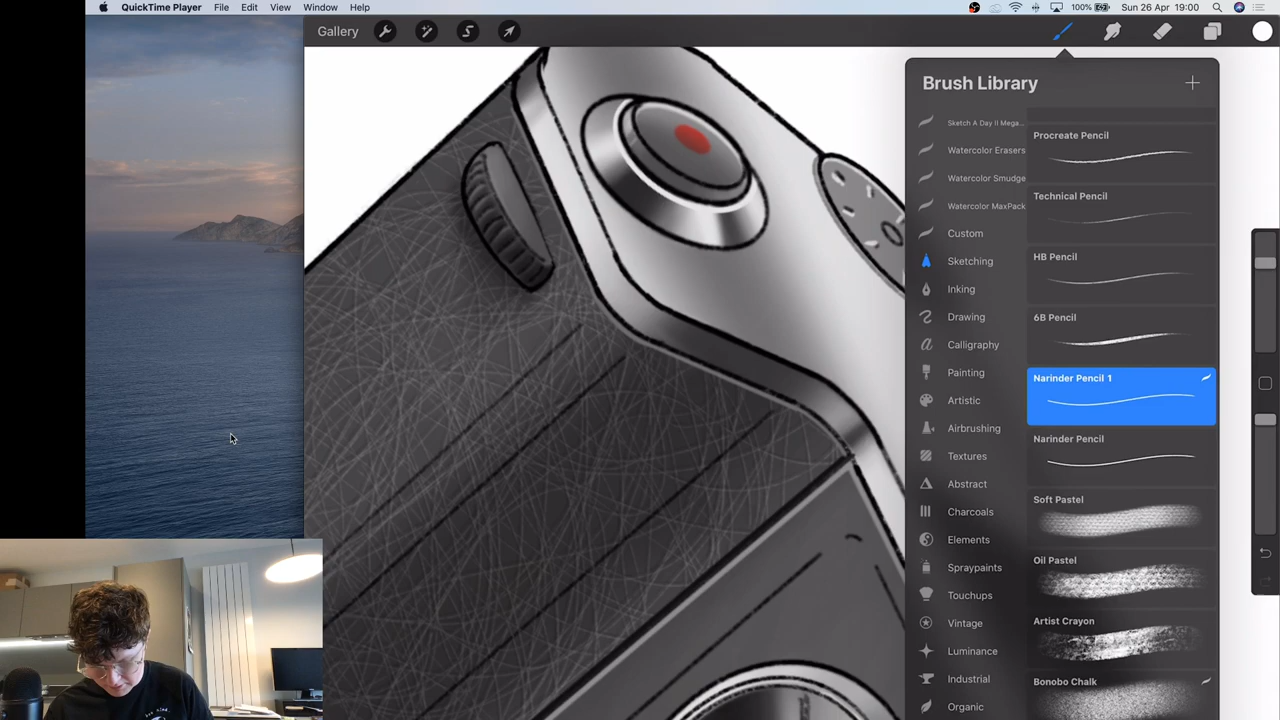 QuickTime Player File Edit View Window Help
100% Sun 26 Apr 19:00
Gallery
Brush Library
Sketch A Day II Mega...
Watercolor Erasers
Watercolor Smudge
Watercolor MaxPack
Custom
Sketching
Inking
Drawing
Calligraphy
Painting
Artistic
Airbrushing
Textures
Abstract
Charcoals
Elements
Spraypaints
Touchups
Vintage
Luminance
Industrial
Organic
Procreate Pencil
Technical Pencil
HB Pencil
6B Pencil
Narinder Pencil 1
Narinder Pencil
Soft Pastel
Oil Pastel
Artist Crayon
Bonobo Chalk